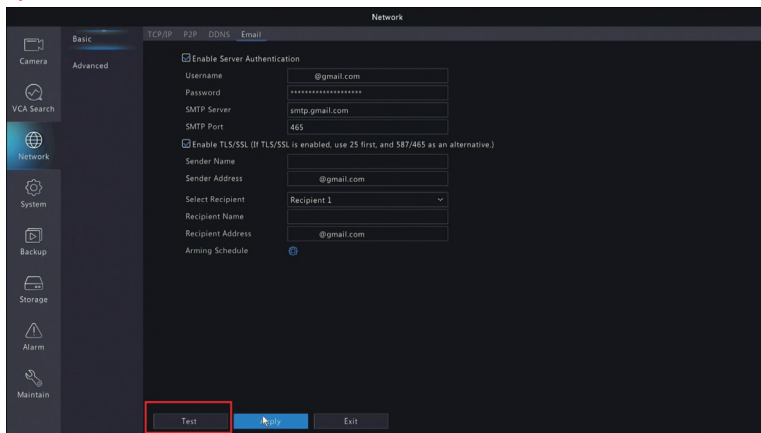 Network
Basic
Advanced
TCP/IP P2P DDNS Email
Camera
VCA Search
Network
System
Backup
Storage
Alarm
Maintain
Enable Server Authentication
Username @gmail.com
Password *******************
SMTP Server smtp.gmail.com
SMTP Port 465
Enable TLS/SSL (If TLS/SSL is enabled, use 25 first, and 587/465 as an alternative.)
Sender Name
Sender Address @gmail.com
Select Recipient Recipient 1
Recipient Name
Recipient Address @gmail.com
Arming Schedule
Test Apply Exit